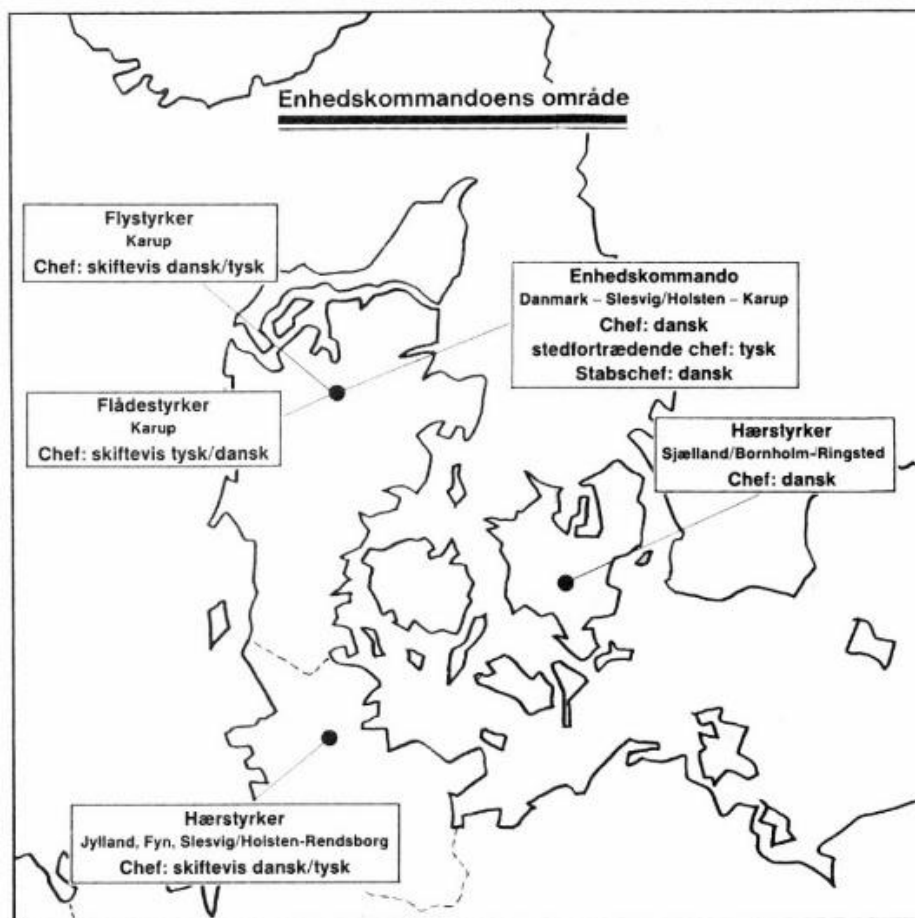 Enhedskommandoens område
Flystyrker
Karup
Chef: skiftevis dansk/tysk
Enhedskommando
Danmark – Slesvig/Holsten – Karup
Chef: dansk
stedfortrædende chef: tysk
Stabschef: dansk
Flådestyrker
Karup
Chef: skiftevis tysk/dansk
Hærstyrker
Sjælland/Bornholm-/Ringsted
Chef: dansk
Hærstyrker
Jylland, Fyn, Slesvig/Holsten-Rendsborg
Chef: skiftevis dansk/tysk